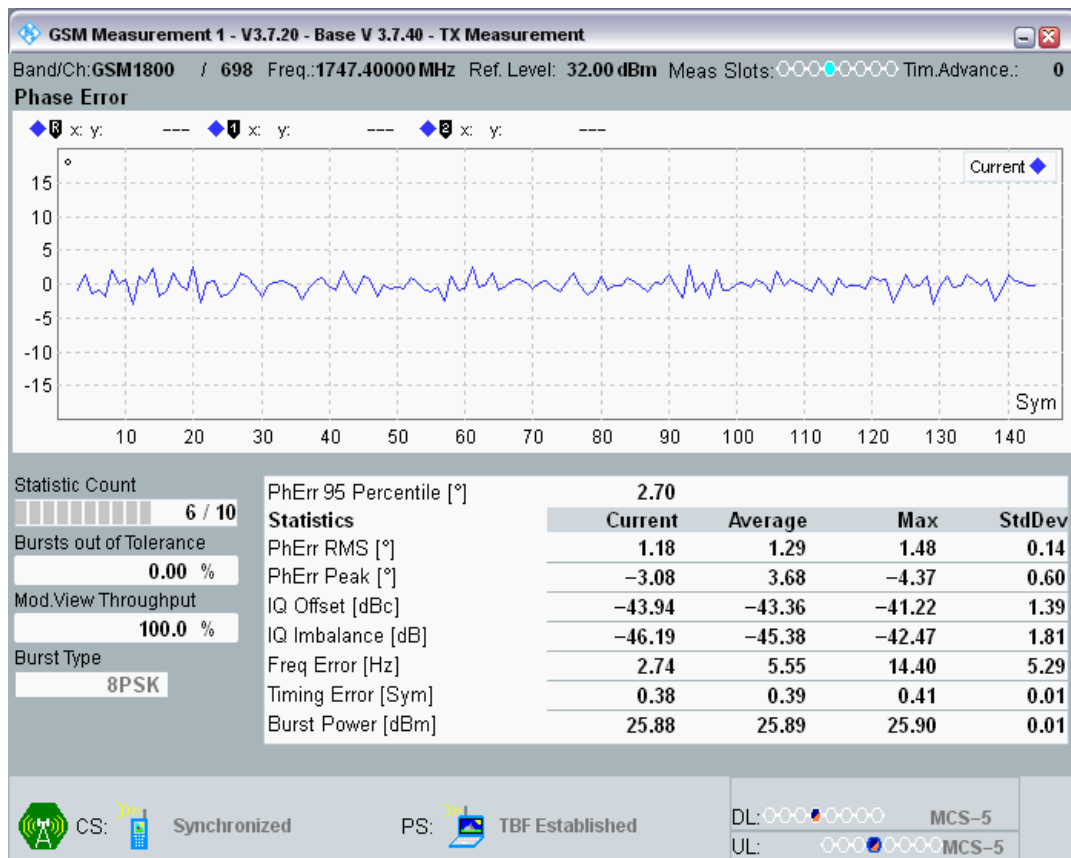 GSM Measurement 1 - V3.7.20 - Base V 3.7.40 - TX Measurement
Band/Ch:GSM1800 / 698 Freq.:1747.40000 MHz Ref. Level: 32.00 dBm Meas Slots: Tim.Advance.: 0
Phase Error
R x: y: --- 1 x: y: --- 2 x: y: ---
°
Current
15
10
5
0
-5
-10
-15
Sym
10 20 30 40 50 60 70 80 90 100 110 120 130 140
Statistic Count
6 / 10
Bursts out of Tolerance
0.00 %
Mod.View Throughput
100.0 %
Burst Type
8PSK
PhErr 95 Percentile [°] 2.70
Statistics Current Average Max StdDev
PhErr RMS [°] 1.18 1.29 1.48 0.14
PhErr Peak [°] −3.08 3.68 −4.37 0.60
IQ Offset [dBc] −43.94 −43.36 −41.22 1.39
IQ Imbalance [dB] −46.19 −45.38 −42.47 1.81
Freq Error [Hz] 2.74 5.55 14.40 5.29
Timing Error [Sym] 0.38 0.39 0.41 0.01
Burst Power [dBm] 25.88 25.89 25.90 0.01
CS: Synchronized PS: TBF Established
DL: MCS−5
UL: MCS−5